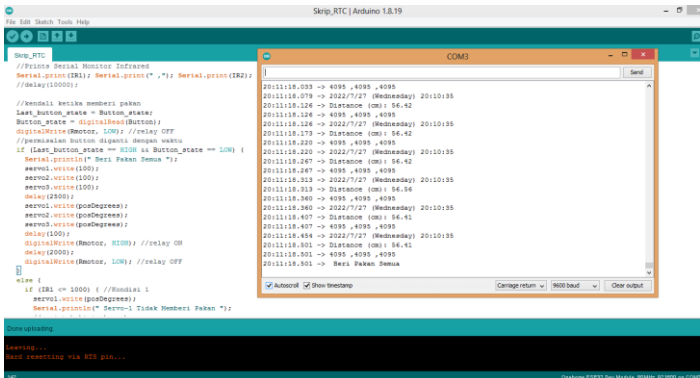 Skrip_RTC | Arduino 1.8.19
File Edit Sketch Tools Help
Skrip_RTC
//Prints Serial Monitor Infrared
Serial.print(IR1); Serial.print(" ,"); Serial.print(IR2);
//delay(10000);
//kendali ketika memberi pakan
Last_button_state = Button_state;
Button_state = digitalRead(Button);
digitalWrite(Rmotor, LOW); //relay OFF
//permisalan button diganti dengan waktu
if (Last_button_state == HIGH && Button_state == LOW) {
Serial.println(" Beri Pakan Semua ");
servo1.write(100);
servo2.write(100);
servo3.write(100);
delay(2500);
servo1.write(posDegrees);
servo2.write(posDegrees);
servo3.write(posDegrees);
delay(100);
digitalWrite(Rmotor, HIGH); //relay ON
delay(2000);
digitalWrite(Rmotor, LOW); //relay OFF
}
else {
if (IR1 <= 1000) { //Kondisi 1
servo1.write(posDegrees);
Serial.println(" Servo-1 Tidak Memberi Pakan ");
COM3
Send
20:11:18.033 -> 4095 ,4095 ,4095
20:11:18.079 -> 2022/7/27 (Wednesday) 20:10:35
20:11:18.126 -> Distance (cm): 56.42
20:11:18.126 -> 4095 ,4095 ,4095
20:11:18.126 -> 2022/7/27 (Wednesday) 20:10:35
20:11:18.173 -> Distance (cm): 56.42
20:11:18.220 -> 4095 ,4095 ,4095
20:11:18.220 -> 2022/7/27 (Wednesday) 20:10:35
20:11:18.267 -> Distance (cm): 56.42
20:11:18.267 -> 4095 ,4095 ,4095
20:11:18.313 -> 2022/7/27 (Wednesday) 20:10:35
20:11:18.313 -> Distance (cm): 56.56
20:11:18.360 -> 4095 ,4095 ,4095
20:11:18.360 -> 2022/7/27 (Wednesday) 20:10:35
20:11:18.407 -> Distance (cm): 56.41
20:11:18.407 -> 4095 ,4095 ,4095
20:11:18.454 -> 2022/7/27 (Wednesday) 20:10:35
20:11:18.501 -> Distance (cm): 56.41
20:11:18.501 -> 4095 ,4095 ,4095
20:11:18.501 -> Beri Pakan Semua
Autoscroll Show timestamp
Carriage return
9600 baud
Clear output
Done uploading.
Leaving...
Hard resetting via RTS pin...